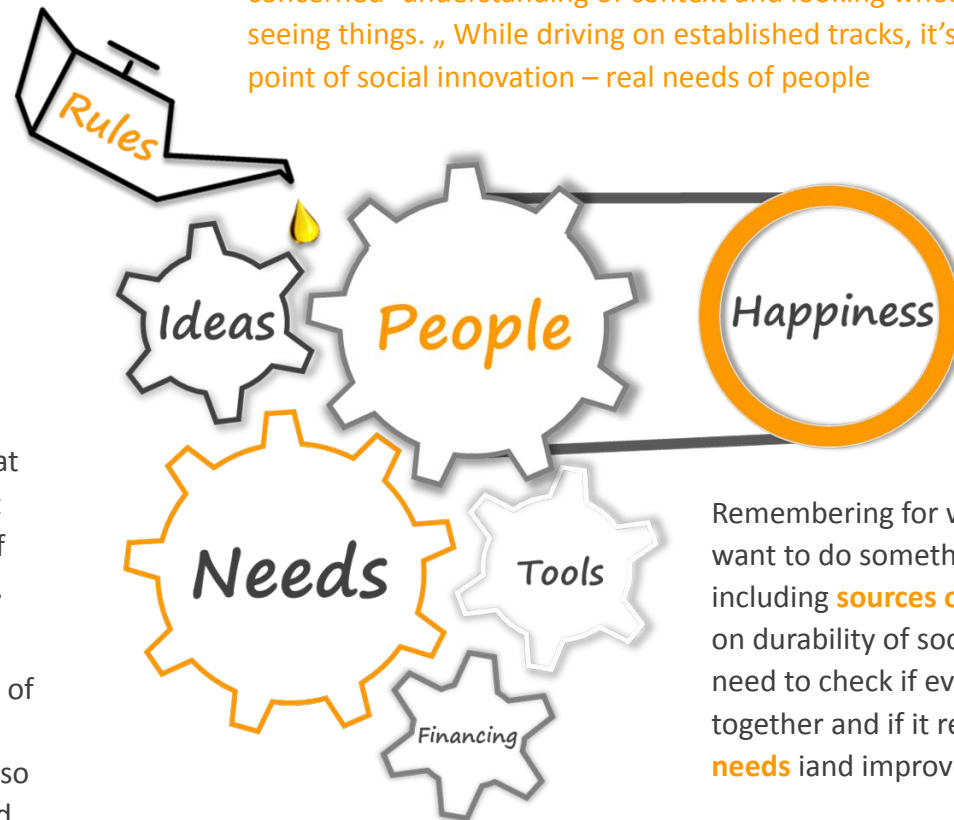 seeing things. „ While driving on established tracks, it's
point of social innovation – real needs of people
Rules
Ideas
People
Happiness
Needs
Tools
Financing
at
of
so
Remembering for
want to do someth
including sources
on durability of soc
need to check if ev
together and if it re
needs iand improv